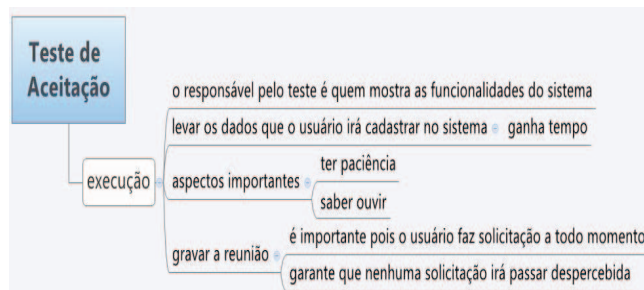 Teste de
Aceitação
execução
o responsável pelo teste é quem mostra as funcionalidades do sistema
levar os dados que o usuário irá cadastrar no sistema
ganha tempo
aspectos importantes
ter paciência
saber ouvir
gravar a reunião
é importante pois o usuário faz solicitação a todo momento
garante que nenhuma solicitação irá passar despercebida